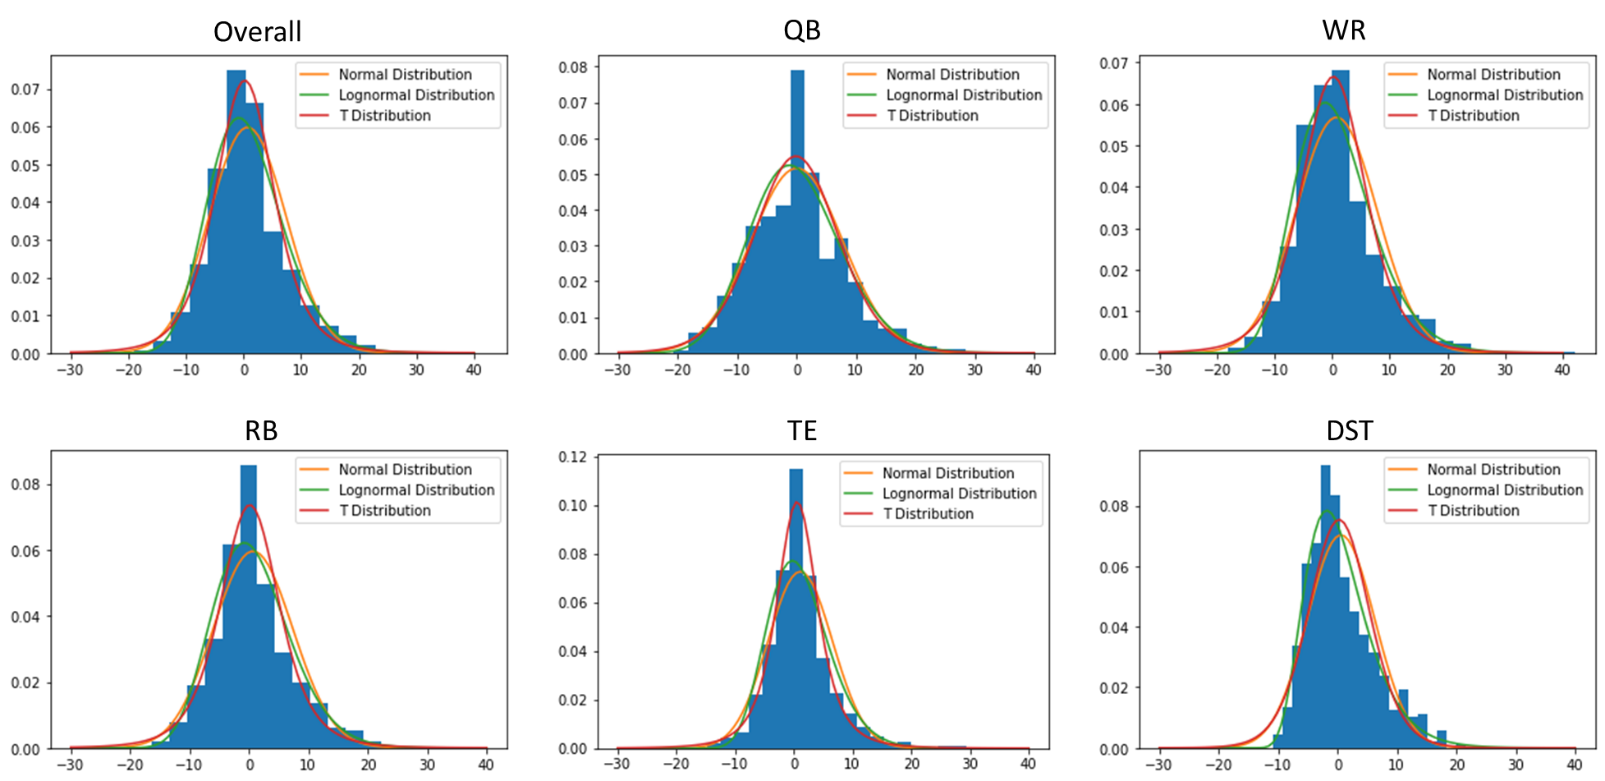 Overall
0.07
0.06
0.05
0.04
0.03
0.02
0.01
0.00
−30 −20 −10 0 10 20 30 40
Normal Distribution
Lognormal Distribution
T Distribution
QB
0.08
0.07
0.06
0.05
0.04
0.03
0.02
0.01
0.00
−30 −20 −10 0 10 20 30 40
Normal Distribution
Lognormal Distribution
T Distribution
WR
0.07
0.06
0.05
0.04
0.03
0.02
0.01
0.00
−30 −20 −10 0 10 20 30 40
Normal Distribution
Lognormal Distribution
T Distribution
RB
0.08
0.06
0.04
0.02
0.00
−30 −20 −10 0 10 20 30 40
Normal Distribution
Lognormal Distribution
T Distribution
TE
0.12
0.10
0.08
0.06
0.04
0.02
0.00
−30 −20 −10 0 10 20 30 40
Normal Distribution
Lognormal Distribution
T Distribution
DST
0.08
0.06
0.04
0.02
0.00
−30 −20 −10 0 10 20 30 40
Normal Distribution
Lognormal Distribution
T Distribution